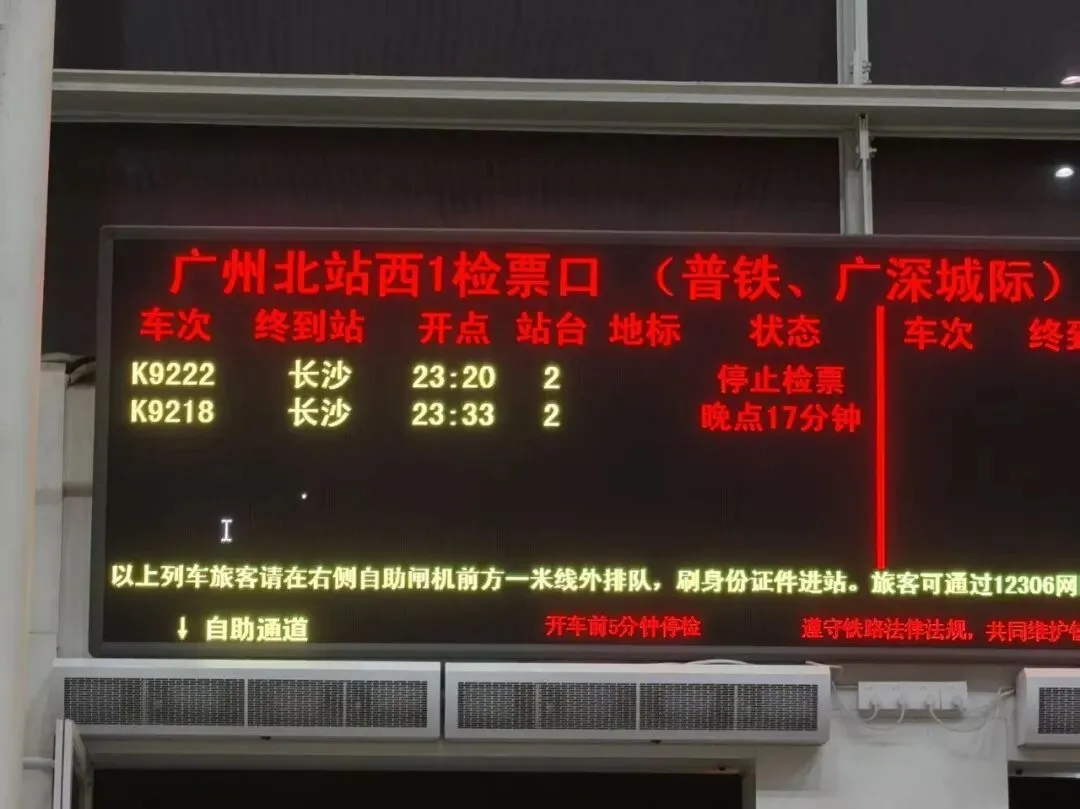 广州北站西1检票口 （普铁、广深城际）
车次 终到站 开点 站台 地标 状态 车次 终到
K9222 长沙 23:20 2 停止检票
K9218 长沙 23:33 2 晚点17分钟
以上列车旅客请在右侧自助闸机前方一米线外排队，刷身份证件进站。旅客可通过12306网
↓ 自助通道 开车前5分钟停检 遵守铁路法律法规，共同维护